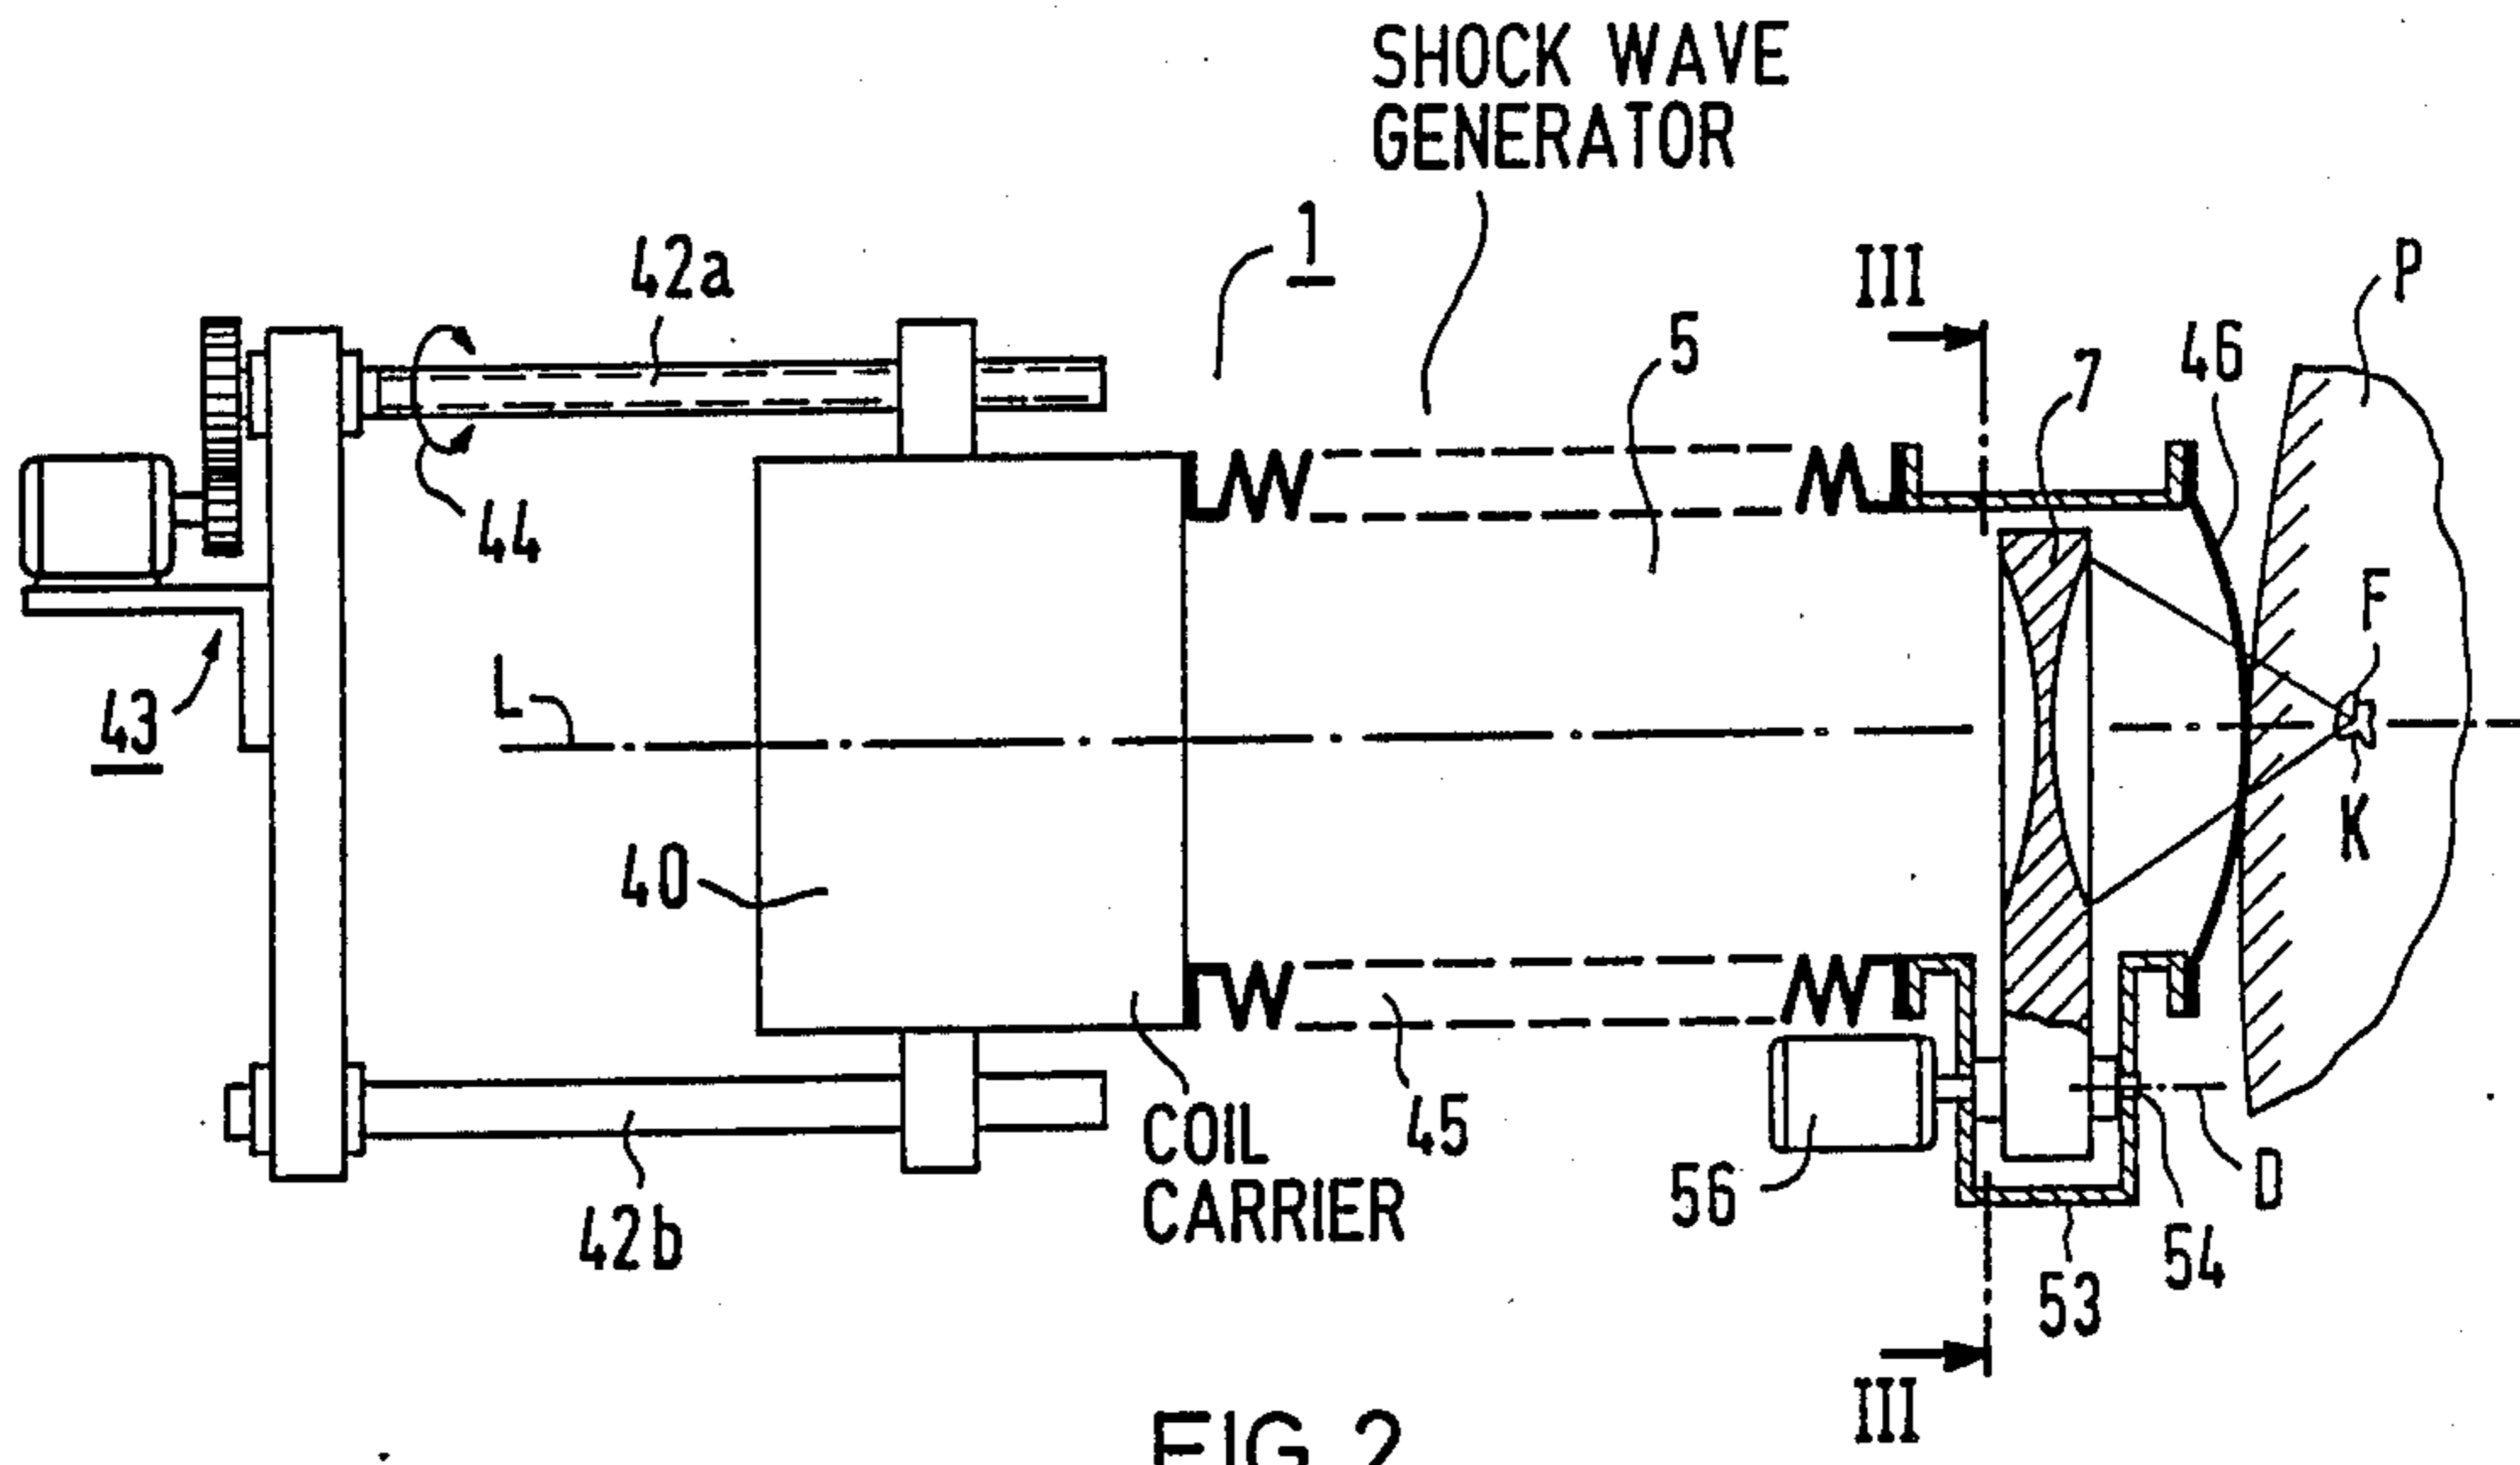 SHOCK WAVE
GENERATOR
1
42a
III
P
5
7
46
44
F
L
43
K
40
COIL
CARRIER
45
56
D
54
42b
53
III
FIG 2